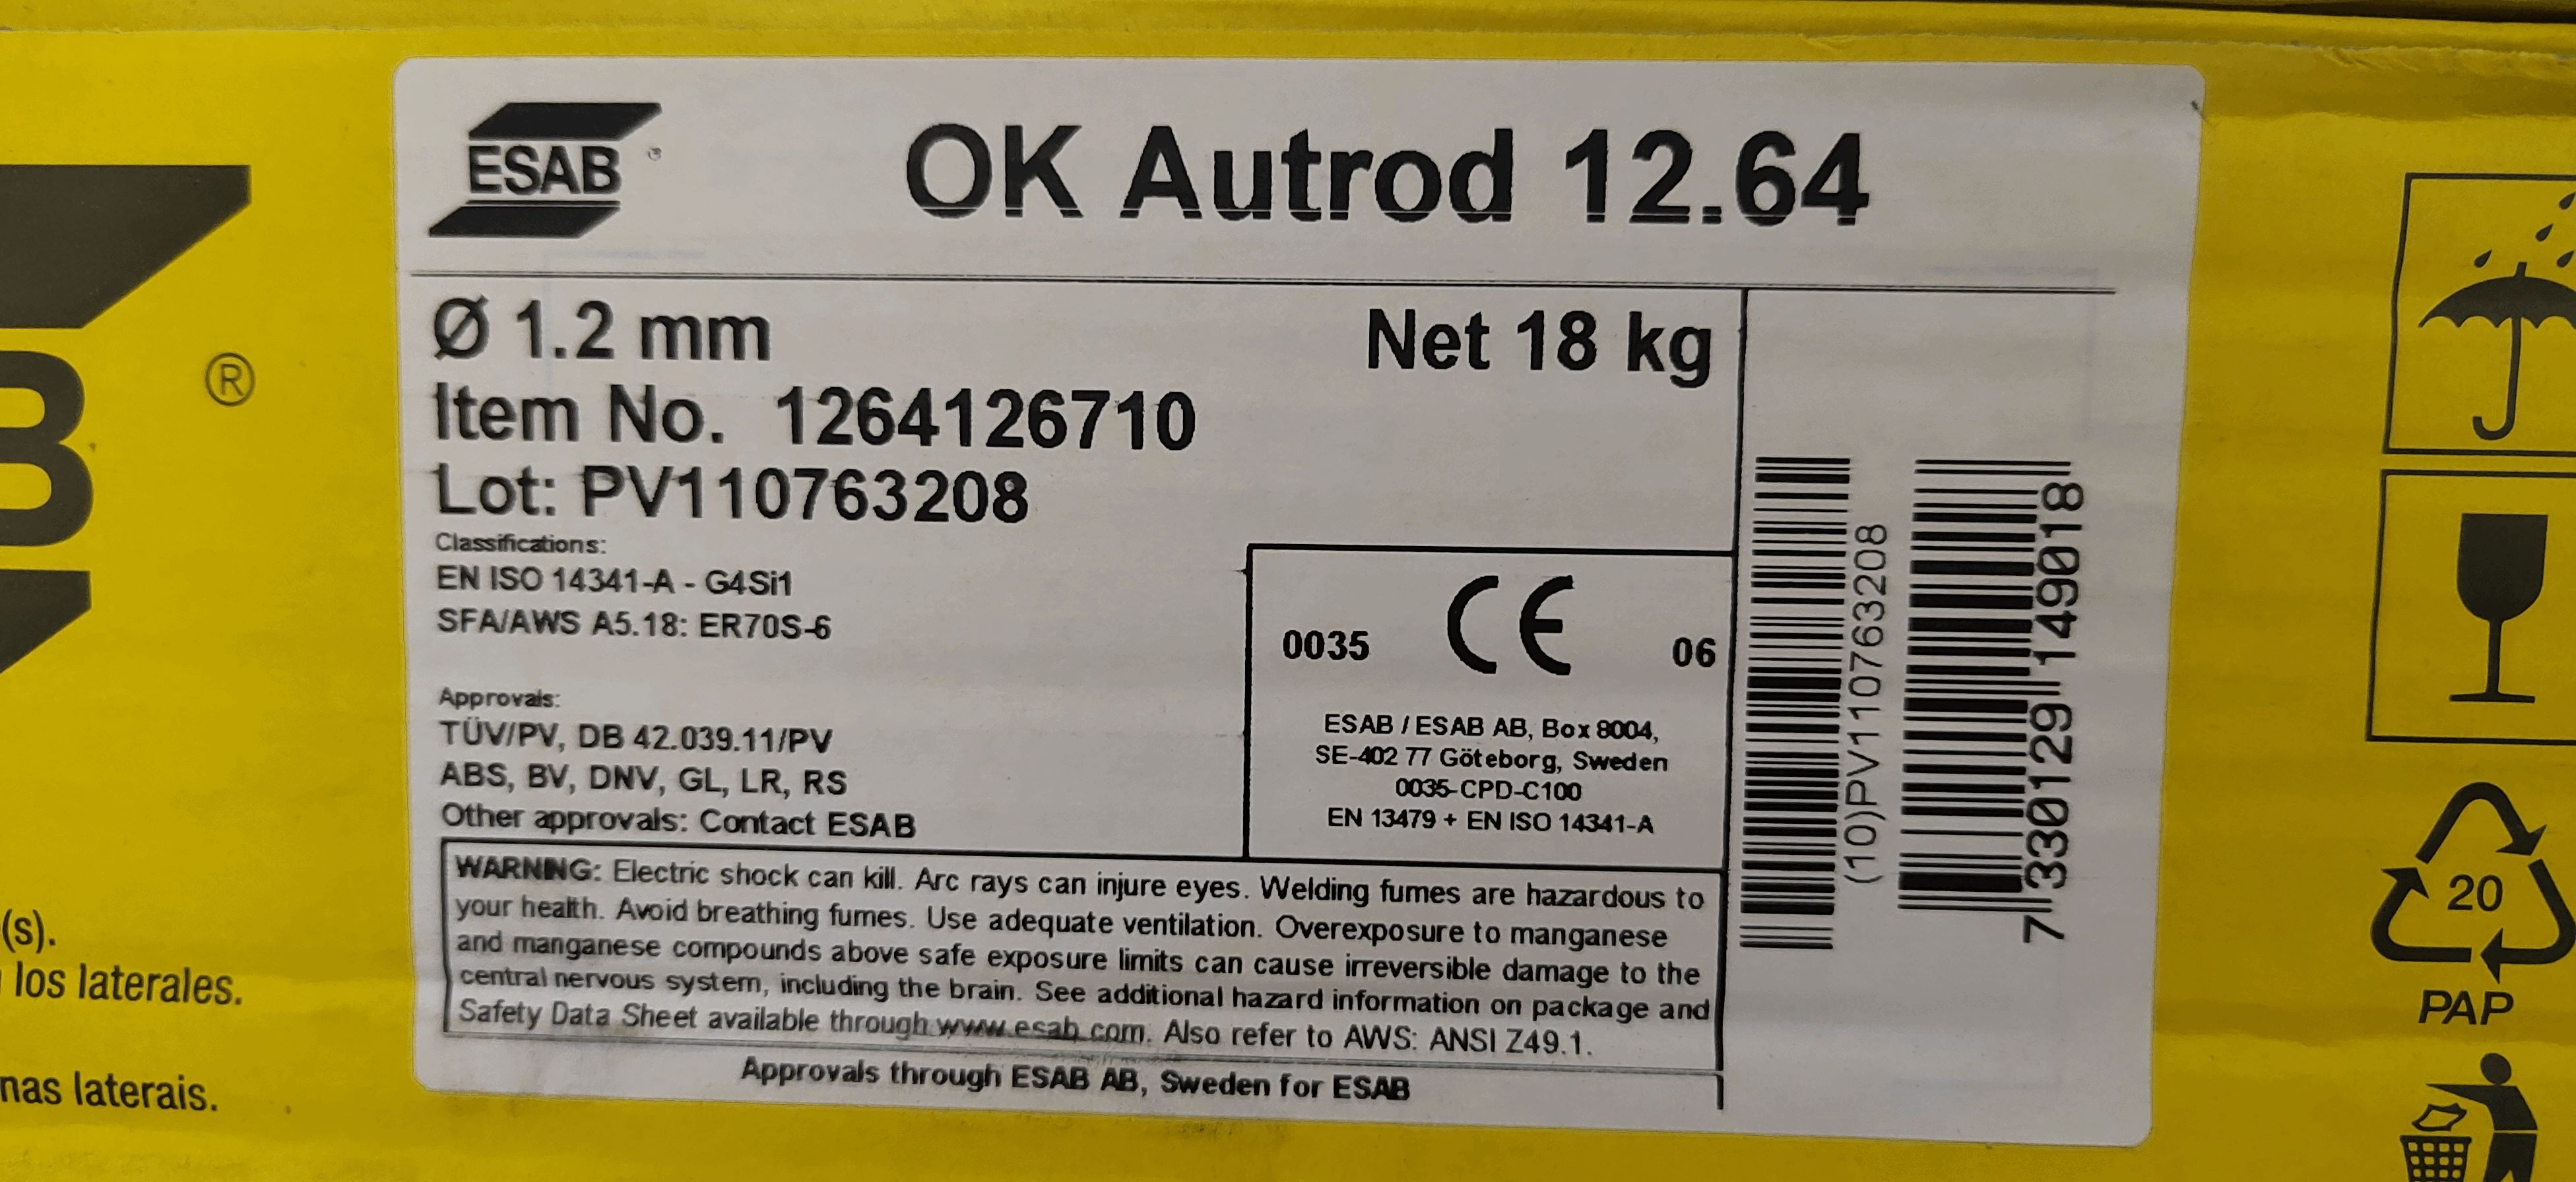 ESAB
OK Autrod 12.64
Ø 1.2 mm
Net 18 kg
Item No. 1264126710
Lot: PV110763208
Classifications:
EN ISO 14341-A - G4Si1
SFA/AWS A5.18: ER70S-6
Approvals:
TÜV/PV, DB 42.039.11/PV
ABS, BV, DNV, GL, LR, RS
Other approvals: Contact ESAB
0035 CE 06
ESAB / ESAB AB, Box 8004,
SE-402 77 Göteborg, Sweden
0035-CPD-C100
EN 13479 + EN ISO 14341-A
WARNING: Electric shock can kill. Arc rays can injure eyes. Welding fumes are hazardous to
your health. Avoid breathing fumes. Use adequate ventilation. Overexposure to manganese
and manganese compounds above safe exposure limits can cause irreversible damage to the
central nervous system, including the brain. See additional hazard information on package and
Safety Data Sheet available through www.esab.com. Also refer to AWS: ANSI Z49.1.
Approvals through ESAB AB, Sweden for ESAB
(10)PV110763208
7 330129 149018
B ®
(s).
los laterales.
nas laterais.
20
PAP